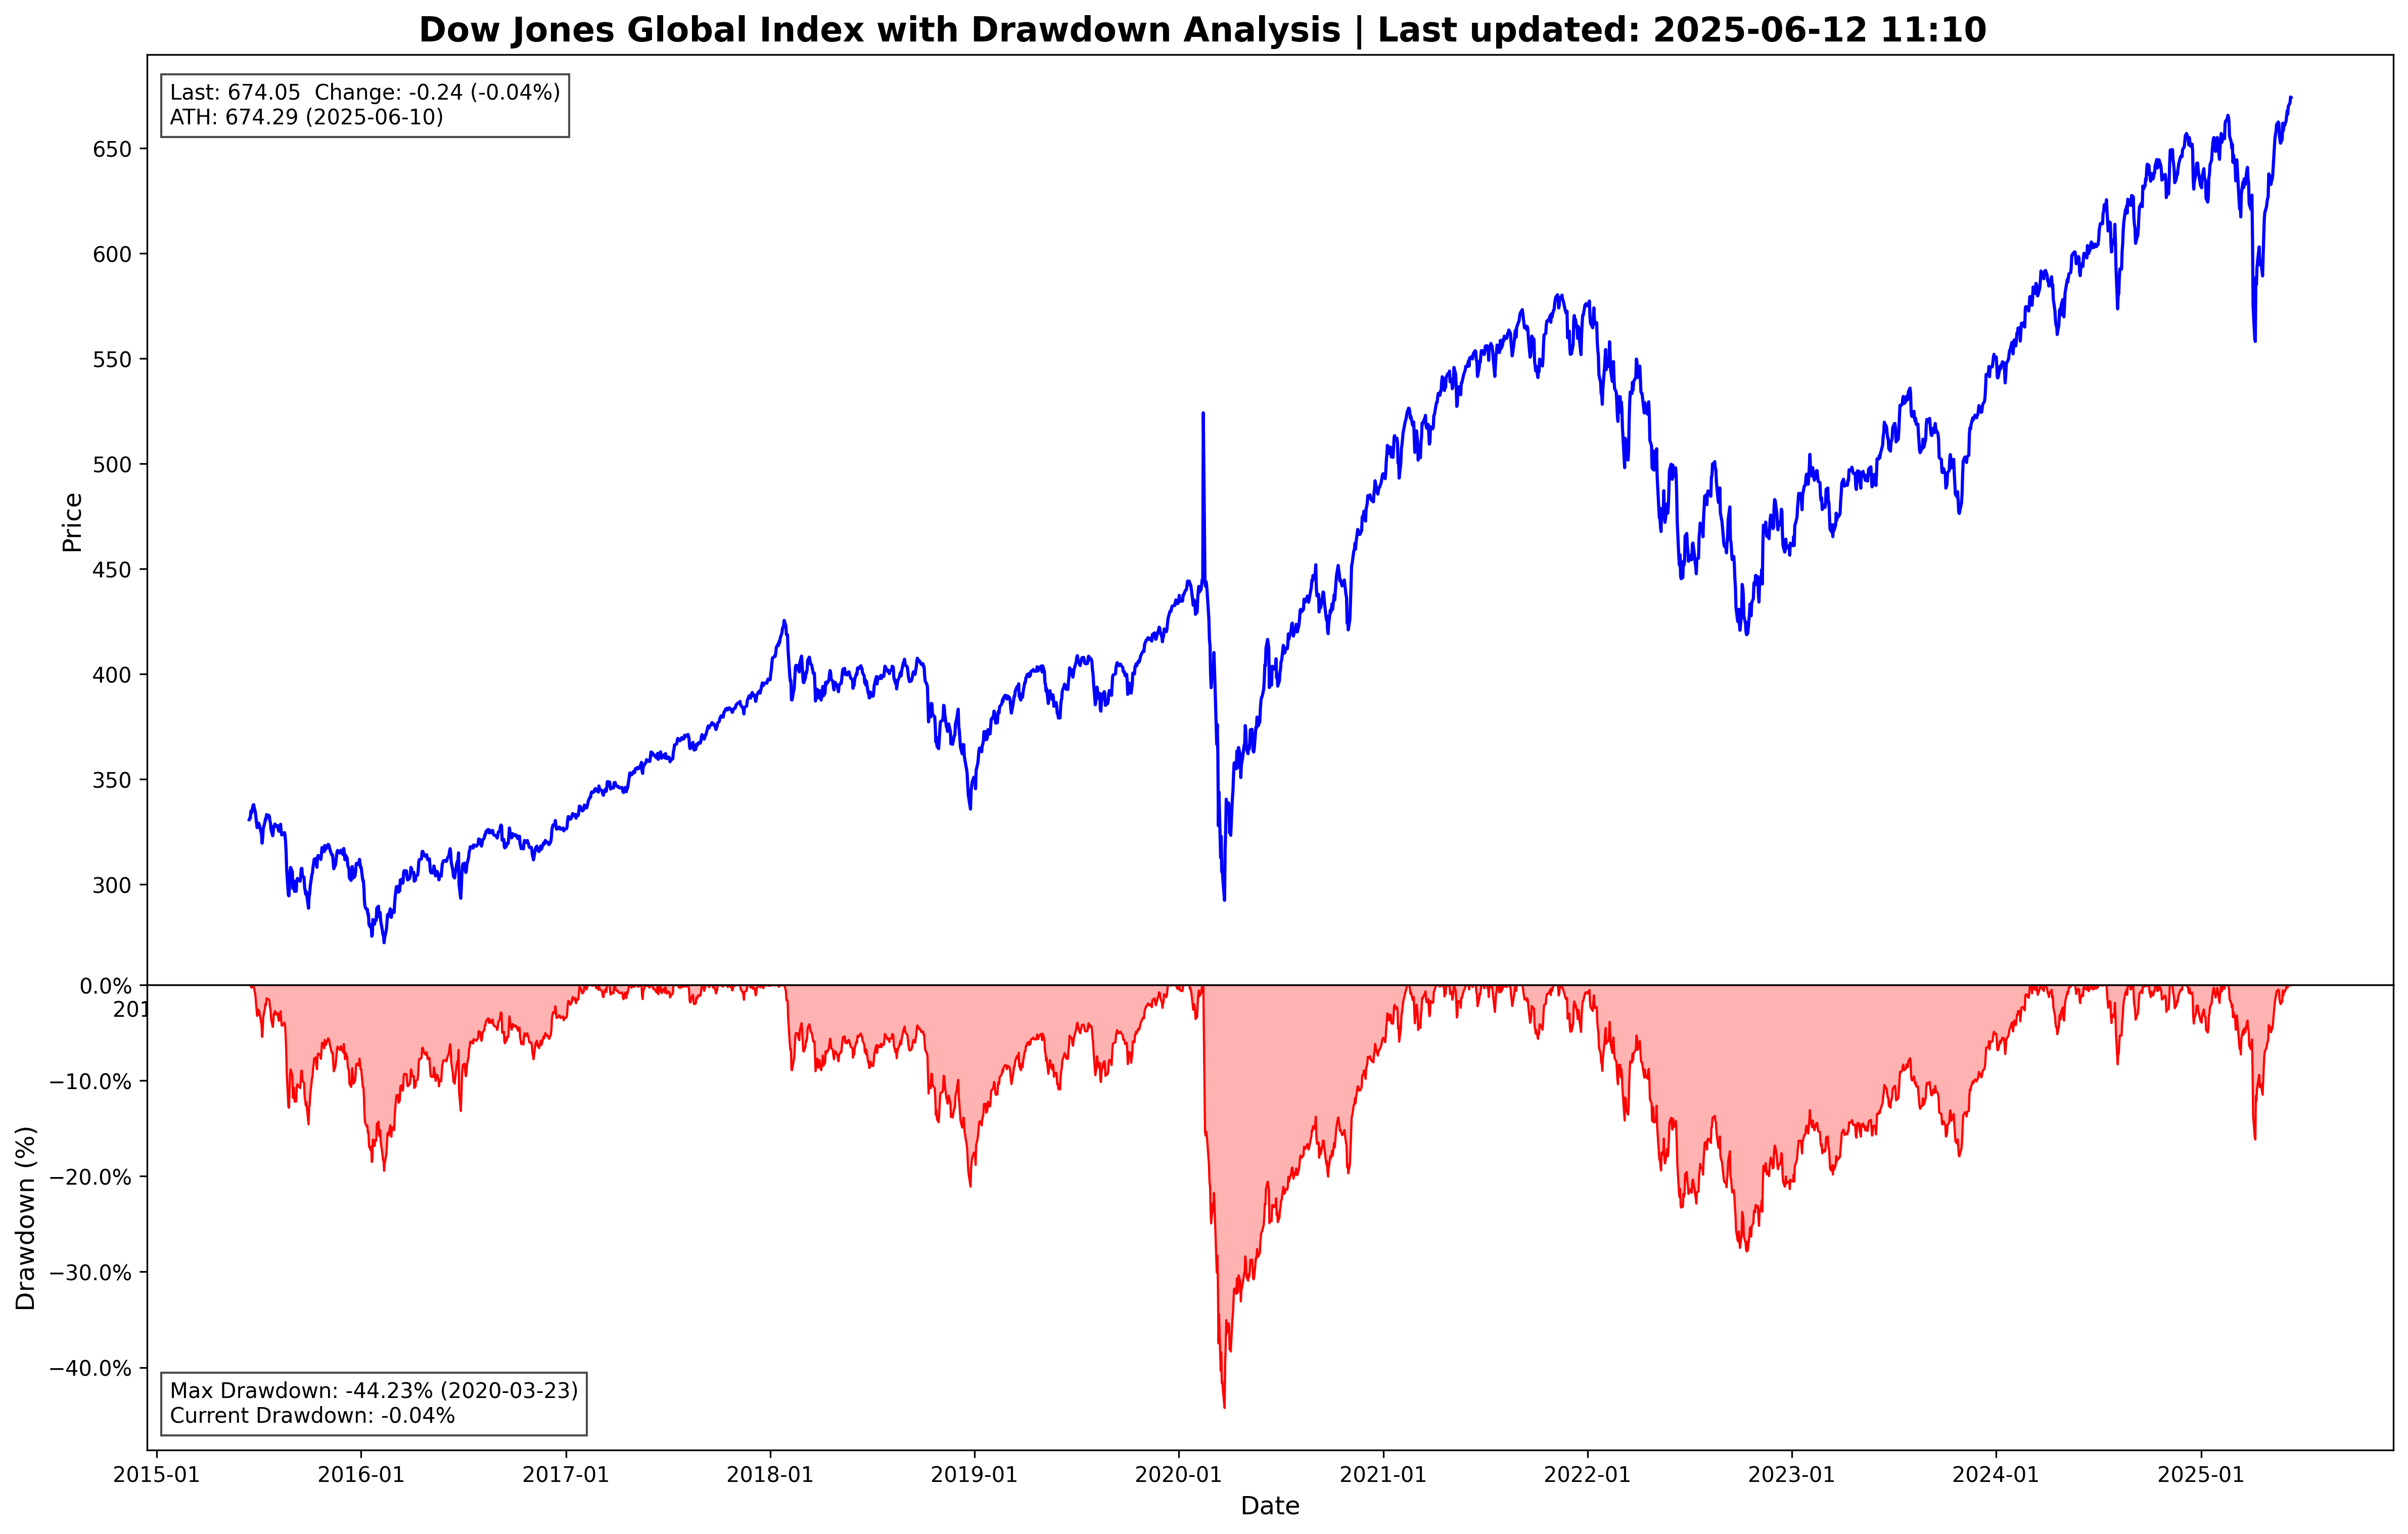 Dow Jones Global Index with Drawdown Analysis | Last updated: 2025-06-12 11:10
Last: 674.05  Change: -0.24 (-0.04%)
ATH: 674.29 (2025-06-10)
650
600
550
500
450
400
350
300
Price
0.0%
201
−10.0%
−20.0%
−30.0%
−40.0%
Drawdown (%)
Max Drawdown: -44.23% (2020-03-23)
Current Drawdown: -0.04%
2015-01 2016-01 2017-01 2018-01 2019-01 2020-01 2021-01 2022-01 2023-01 2024-01 2025-01
Date